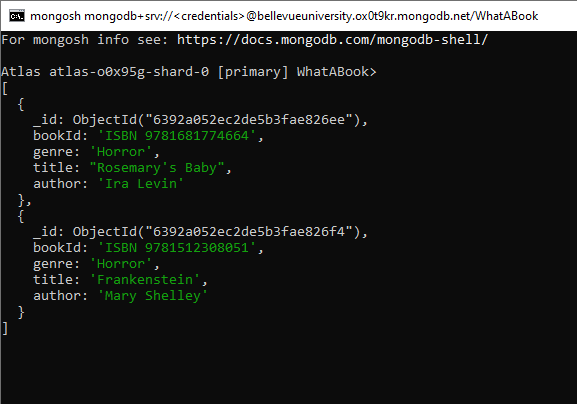 mongosh mongodb+srv://<credentials>@bellevueuniversity.ox0t9kr.mongodb.net/WhatABook
For mongosh info see: https://docs.mongodb.com/mongodb-shell/
Atlas atlas-o0x95g-shard-0 [primary] WhatABook>
[
  {
    _id: ObjectId("6392a052ec2de5b3fae826ee"),
    bookId: 'ISBN 9781681774664',
    genre: 'Horror',
    title: "Rosemary's Baby",
    author: 'Ira Levin'
  },
  {
    _id: ObjectId("6392a052ec2de5b3fae826f4"),
    bookId: 'ISBN 9781512308051',
    genre: 'Horror',
    title: 'Frankenstein',
    author: 'Mary Shelley'
  }
]